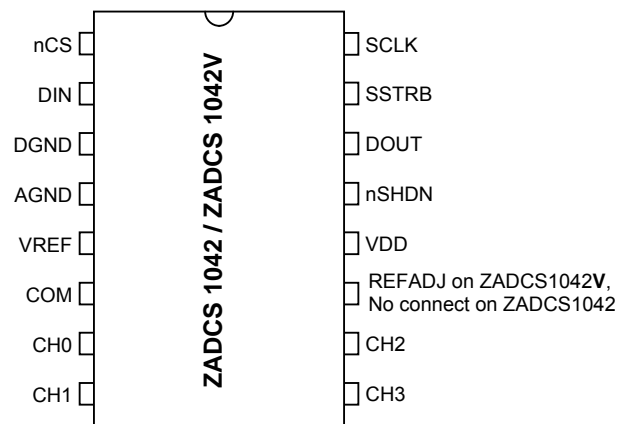 nCS
DIN
DGND
AGND
VREF
COM
CH0
CH1
ZADCS 1042 / ZADCS 1042V
SCLK
SSTRB
DOUT
nSHDN
VDD
REFADJ on ZADCS1042V,
No connect on ZADCS1042
CH2
CH3